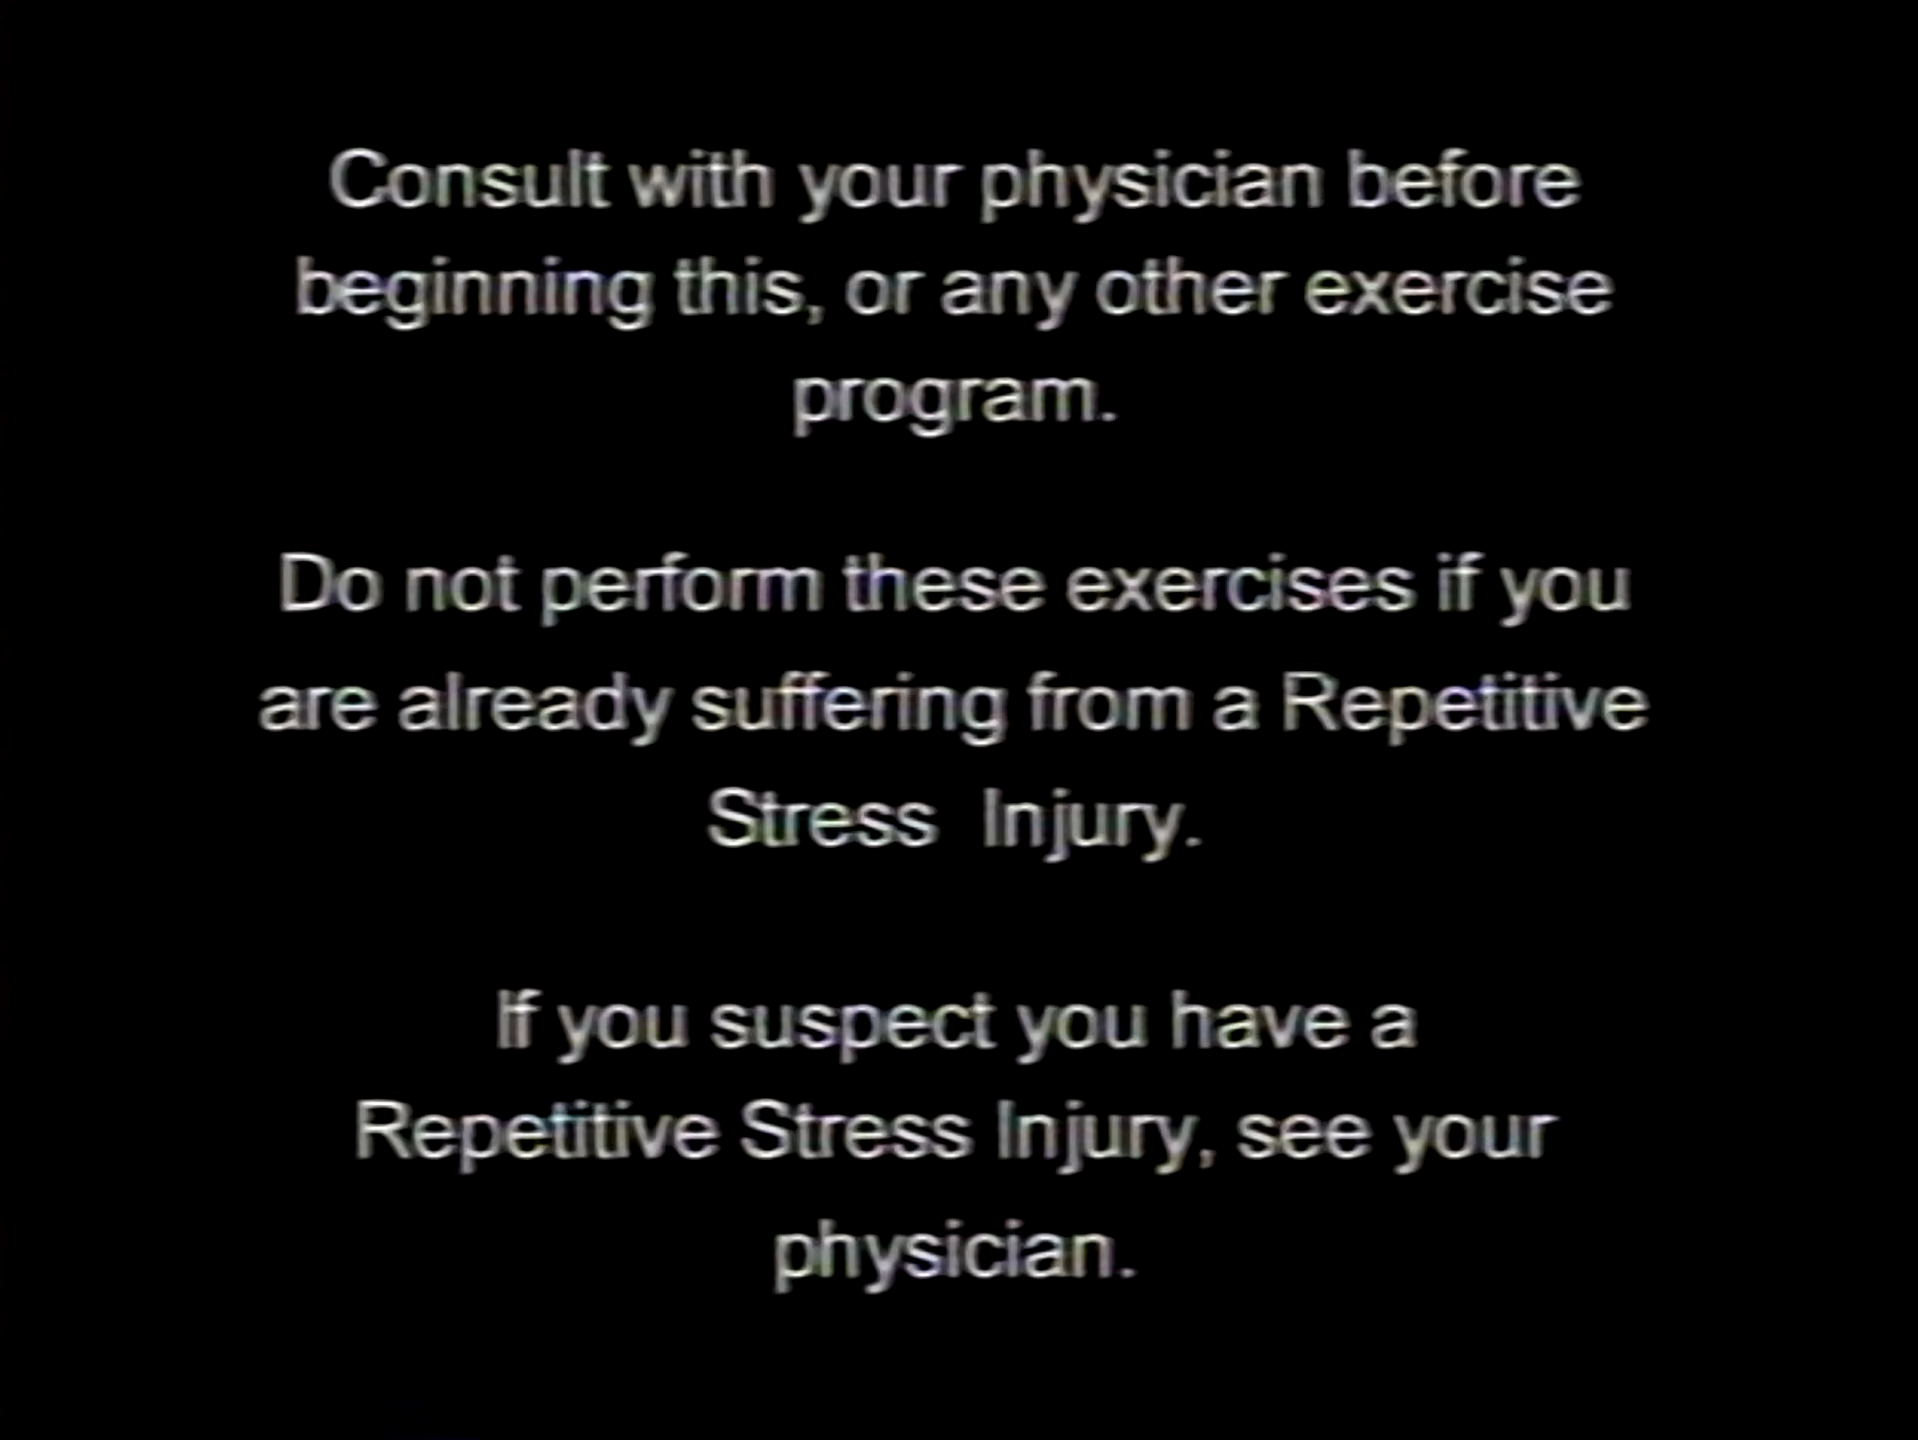 Consult with your physician before
beginning this, or any other exercise
program.
Do not perform these exercises if you
are already suffering from a Repetitive
Stress  Injury.
If you suspect you have a
Repetitive Stress Injury, see your
physician.